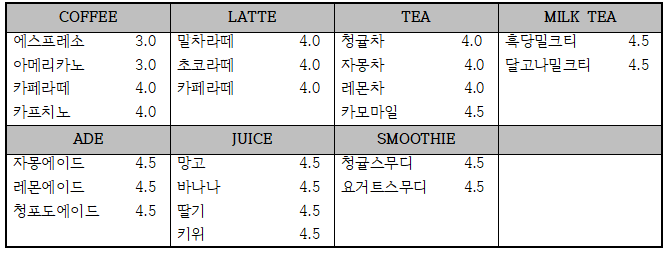 COFFEE LATTE TEA MILK TEA
에스프레소 3.0 밀차라떼 4.0 청귤차 4.0 흑당밀크티 4.5
아메리카노 3.0 초코라떼 4.0 자몽차 4.0 달고나밀크티 4.5
카페라떼 4.0 카페라떼 4.0 레몬차 4.0
카프치노 4.0 카모마일 4.5
ADE JUICE SMOOTHIE
자몽에이드 4.5 망고 4.5 청귤스무디 4.5
레몬에이드 4.5 바나나 4.5 요거트스무디 4.5
청포도에이드 4.5 딸기 4.5
키위 4.5